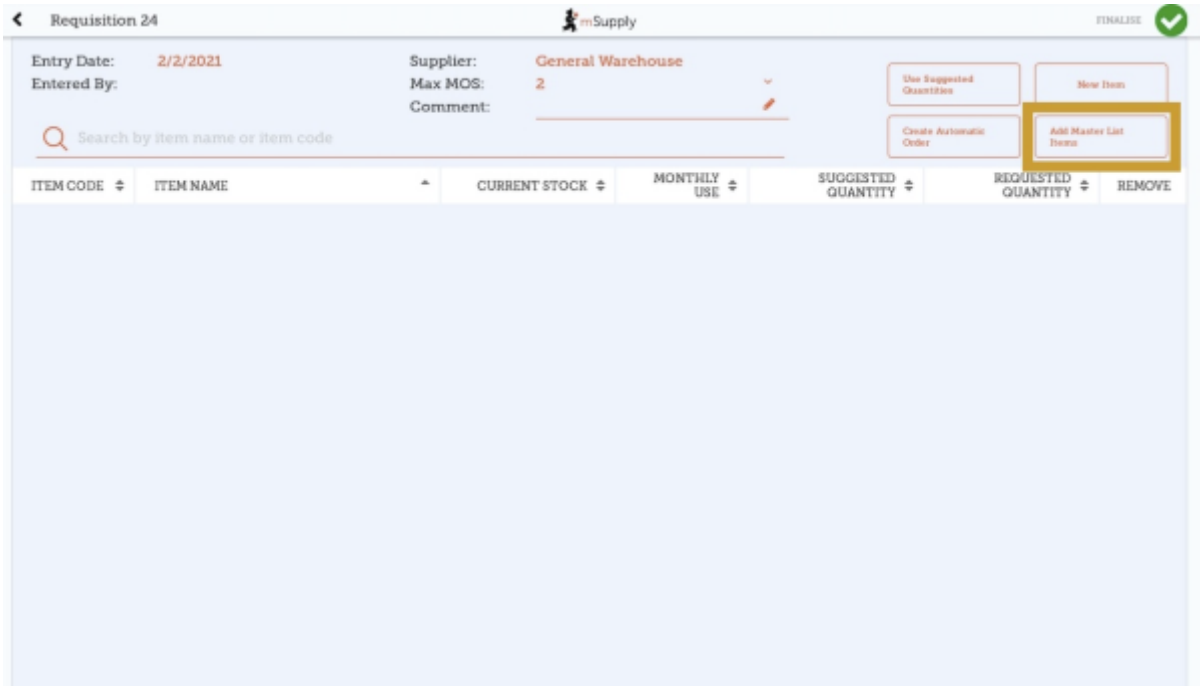 Requisition 24
mSupply
FINALISE
Entry Date: 2/2/2021
Supplier: General Warehouse
Entered By:
Max MOS: 2
Comment:
Use Suggested
Quantities
New Item
Search by item name or item code
Create Automatic
Order
Add Master List
Items
ITEM CODE
ITEM NAME
CURRENT STOCK
MONTHLY
USE
SUGGESTED
QUANTITY
REQUESTED
QUANTITY
REMOVE